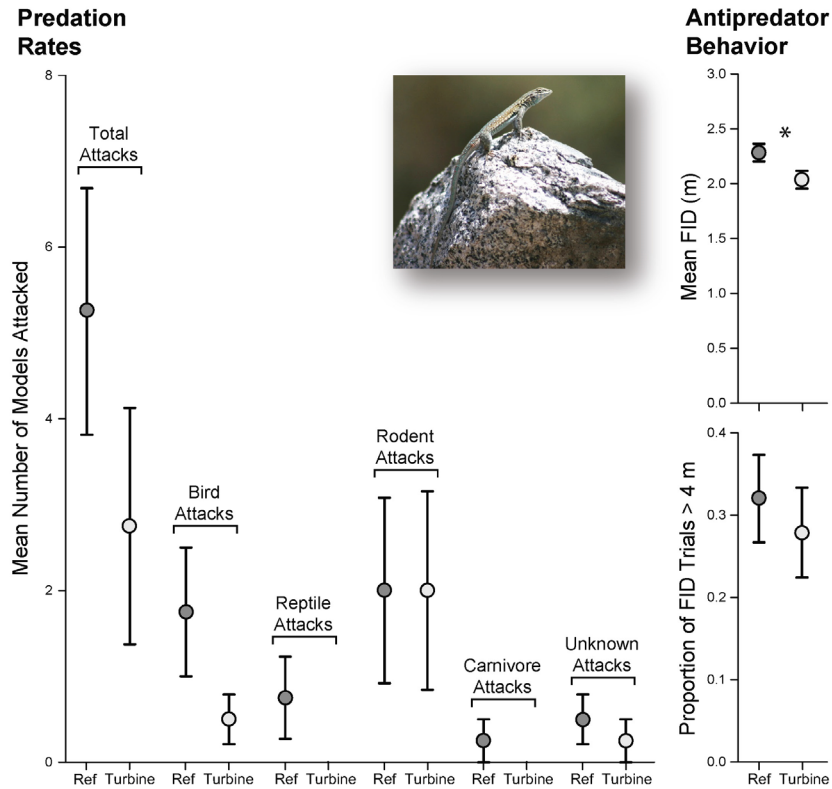 Predation
Rates
Mean Number of Models Attacked
8
6
4
2
0
Total
Attacks
Bird
Attacks
Reptile
Attacks
Rodent
Attacks
Carnivore
Attacks
Unknown
Attacks
Ref Turbine Ref Turbine Ref Turbine Ref Turbine Ref Turbine Ref Turbine
Antipredator
Behavior
Mean FID (m)
3.0
2.5
2.0
1.5
1.0
0.5
0.0
*
Proportion of FID Trials > 4 m
0.4
0.3
0.2
0.1
0.0
Ref Turbine